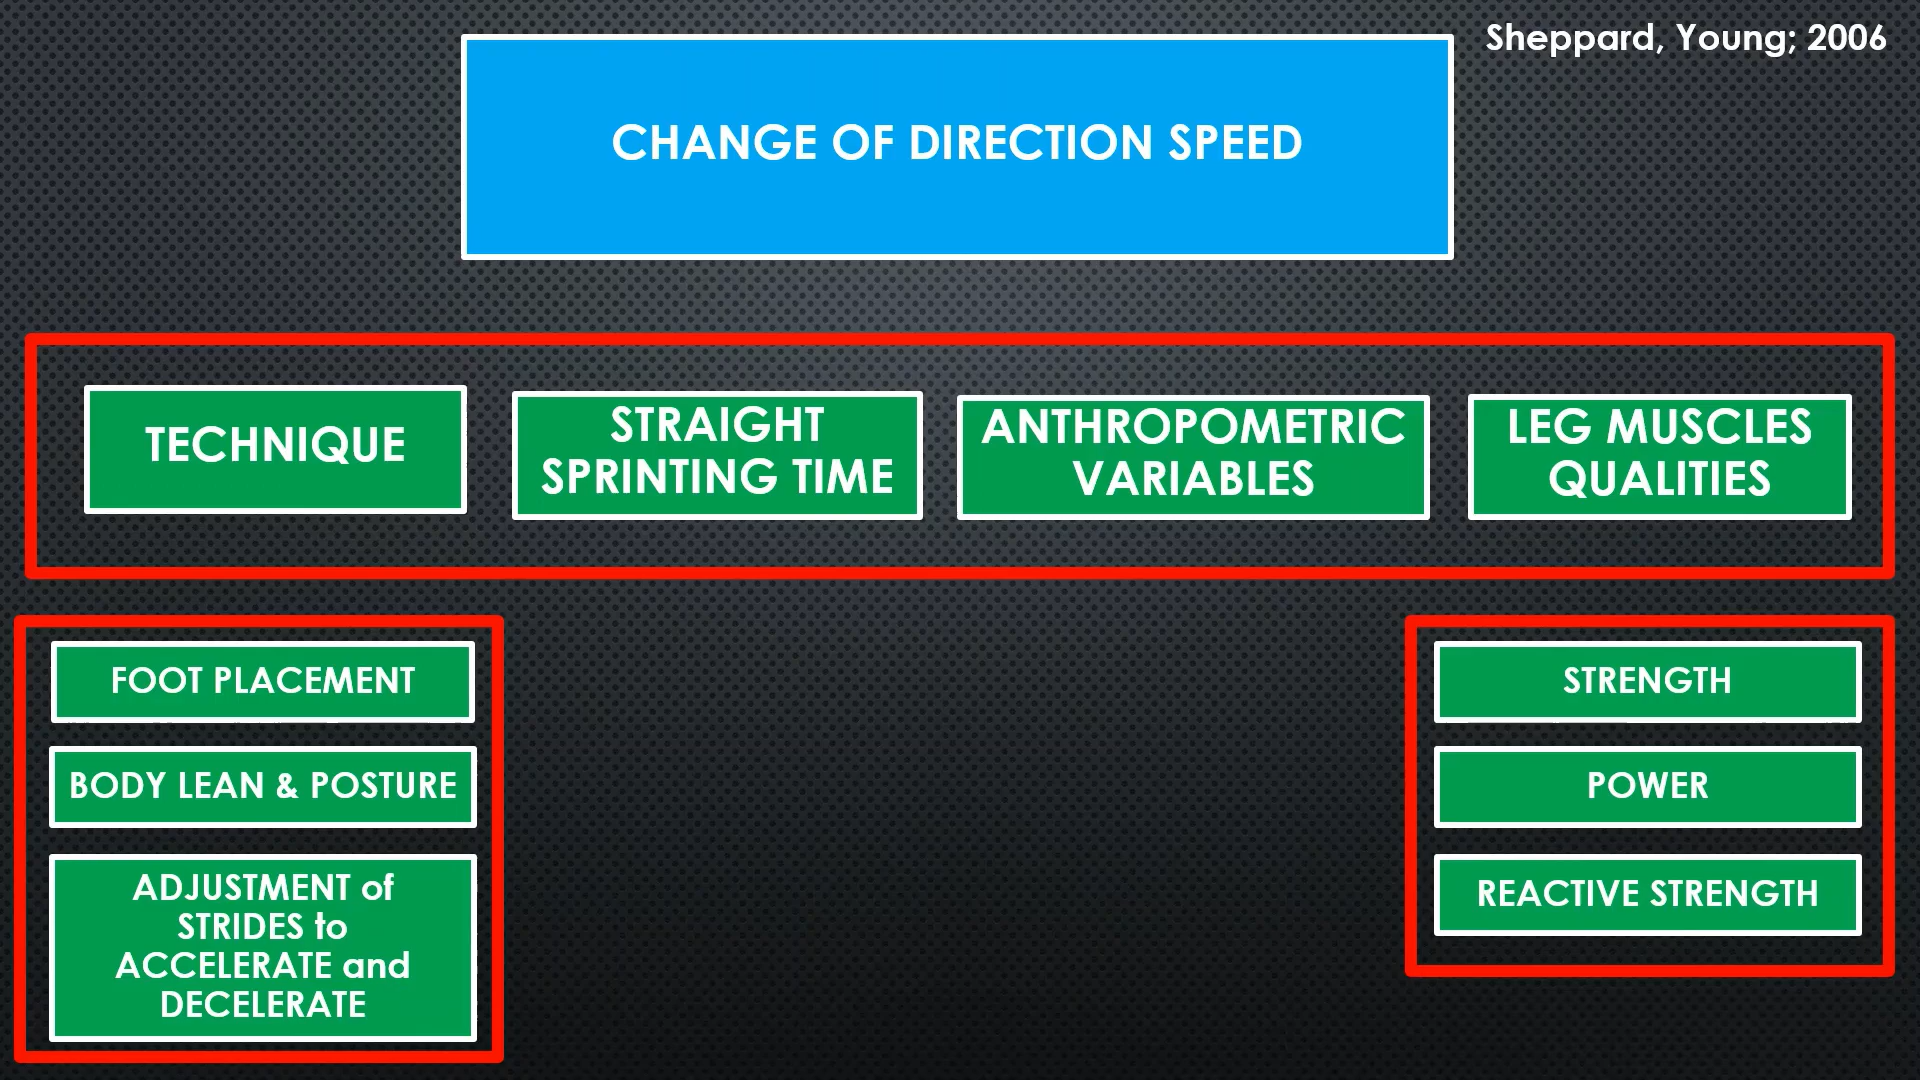 Sheppard, Young; 2006
CHANGE OF DIRECTION SPEED
TECHNIQUE
STRAIGHT
SPRINTING TIME
ANTHROPOMETRIC
VARIABLES
LEG MUSCLES
QUALITIES
FOOT PLACEMENT
BODY LEAN & POSTURE
ADJUSTMENT of
STRIDES to
ACCELERATE and
DECELERATE
STRENGTH
POWER
REACTIVE STRENGTH